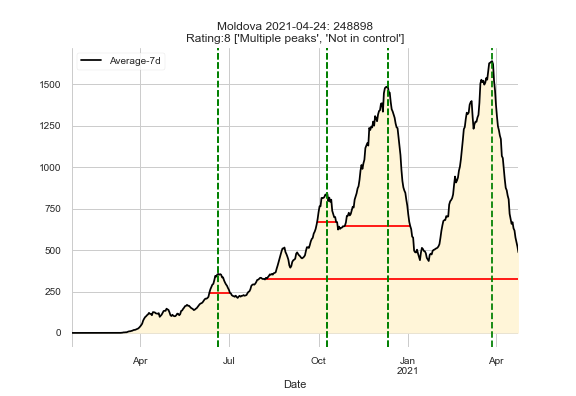 Moldova 2021-04-24: 248898
Rating:8 ['Multiple peaks', 'Not in control']
Average-7d
1500
1250
1000
750
500
250
0
Apr
Jul
Oct
Jan
2021
Apr
Date